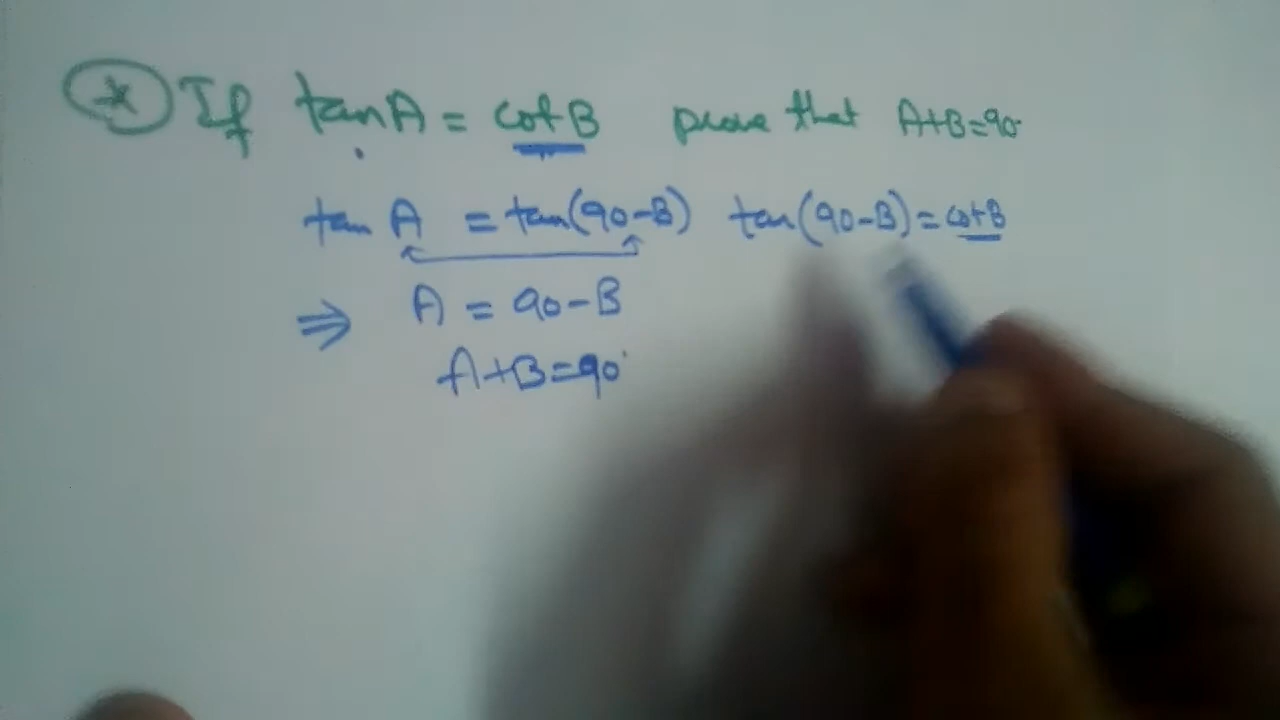 * If tanA = cotB prove that A+B=90°
tan A = tan(90-B) tan(90-B) = cotB
⇒ A = 90-B
A+B=90°